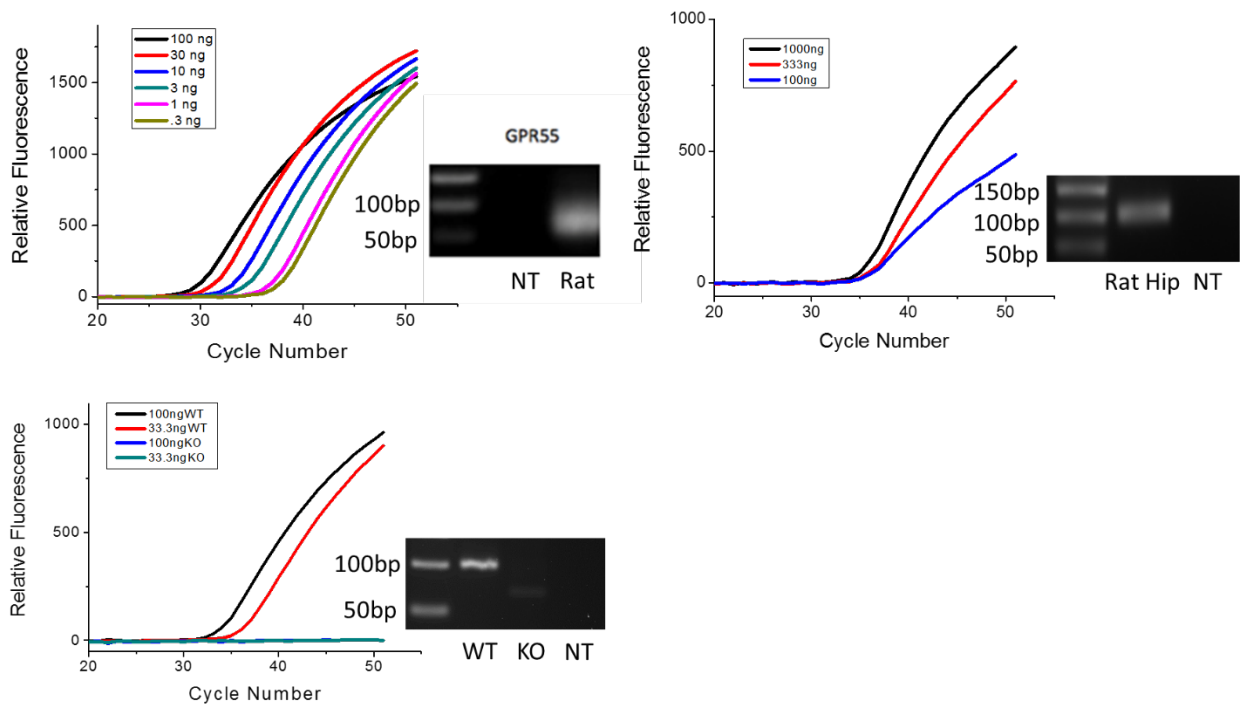 100 ng
30 ng
10 ng
3 ng
1 ng
.3 ng
1500
1000
500
0
20 30 40 50
Relative Fluorescence
Cycle Number
GPR55
100bp
50bp
NT Rat
1000ng
333ng
100ng
1000
500
0
20 30 40 50
Relative Fluorescence
Cycle Number
150bp
100bp
50bp
Rat Hip NT
100ngWT
33.3ngWT
100ngKO
33.3ngKO
1000
500
0
20 30 40 50
Relative Fluorescence
Cycle Number
100bp
50bp
WT KO NT